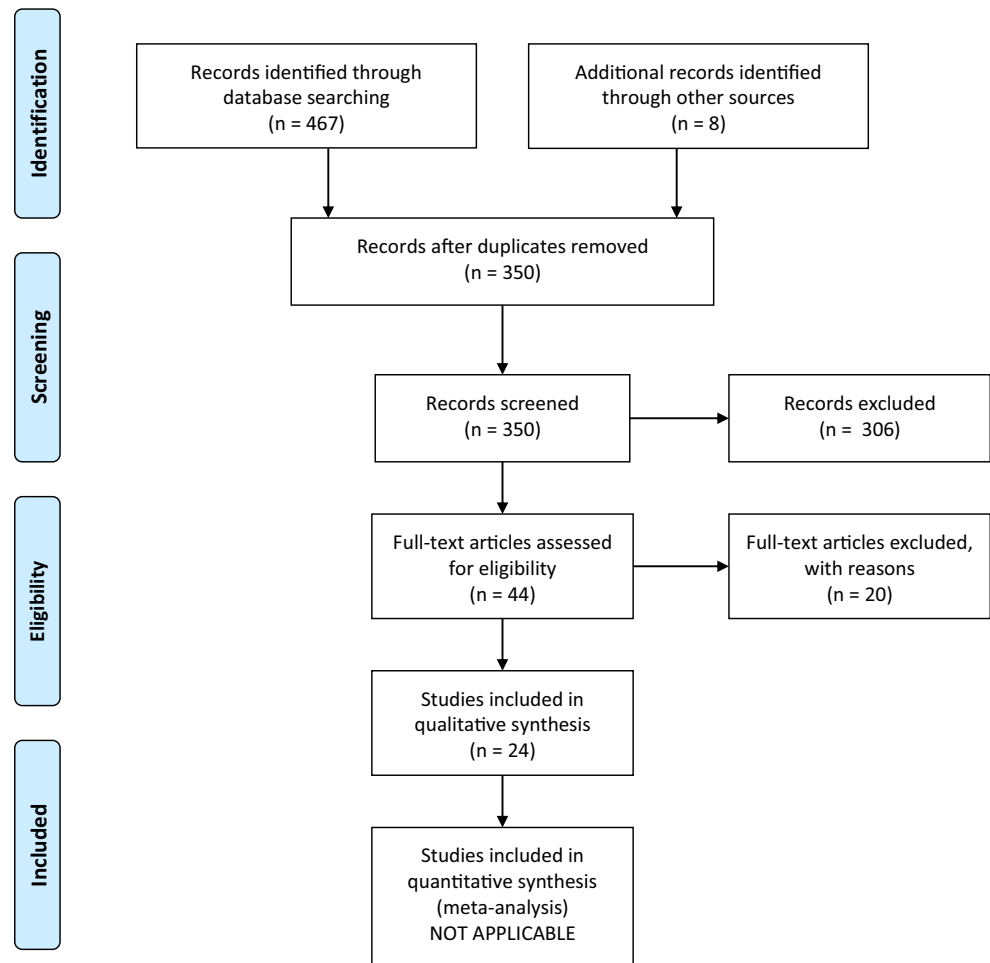 Identification
Records identified through
database searching
(n = 467)
Additional records identified
through other sources
(n = 8)
Records after duplicates removed
(n = 350)
Screening
Records screened
(n = 350)
Records excluded
(n =  306)
Eligibility
Full-text articles assessed
for eligibility
(n = 44)
Full-text articles excluded,
with reasons
(n = 20)
Studies included in
qualitative synthesis
(n = 24)
Included
Studies included in
quantitative synthesis
(meta-analysis)
NOT APPLICABLE